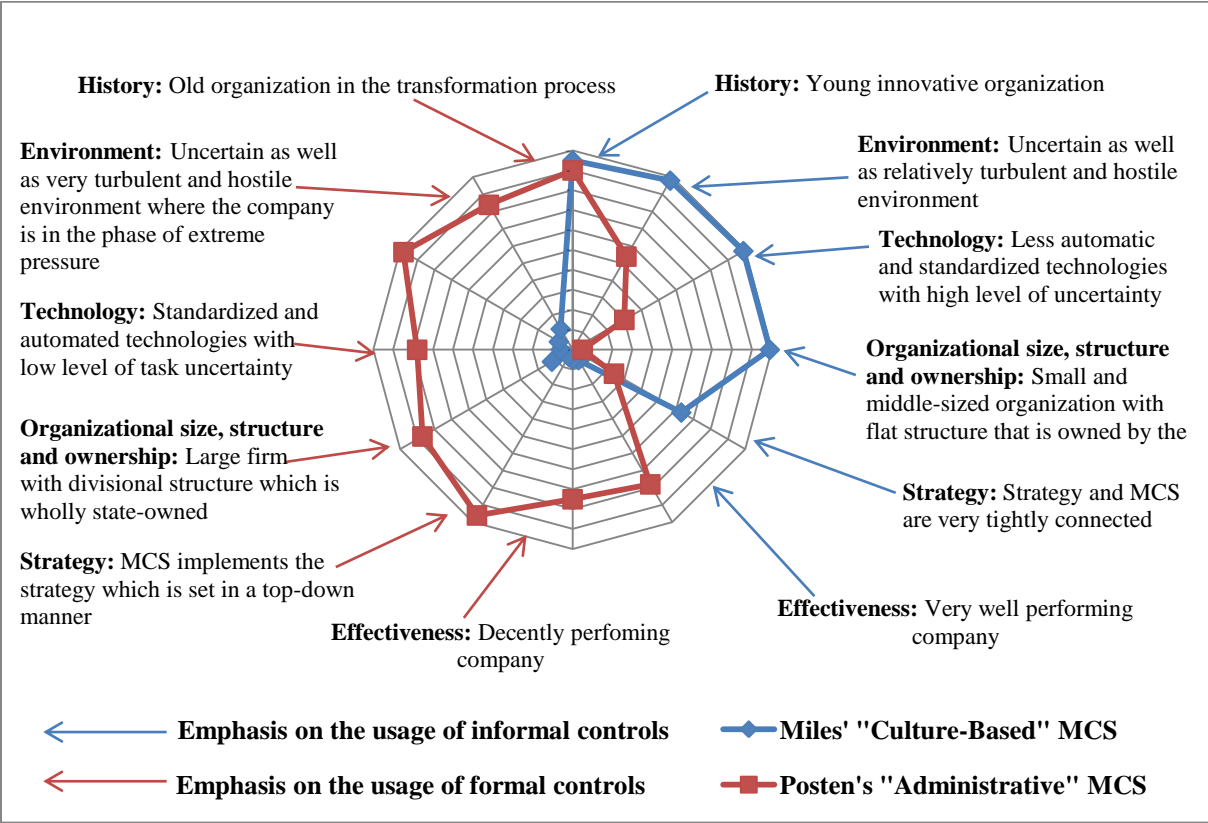 History: Old organization in the transformation process
History: Young innovative organization
Environment: Uncertain as well
as very turbulent and hostile
environment where the company
is in the phase of extreme
pressure
Environment: Uncertain as well
as relatively turbulent and hostile
environment
Technology: Less automatic
and standardized technologies
with high level of uncertainty
Technology: Standardized and
automated technologies with
low level of task uncertainty
Organizational size, structure
and ownership: Small and
middle-sized organization with
flat structure that is owned by the
Organizational size, structure
and ownership: Large firm
with divisional structure which is
wholly state-owned
Strategy: Strategy and MCS
are very tightly connected
Strategy: MCS implements the
strategy which is set in a top-down
manner
Effectiveness: Very well performing
company
Effectiveness: Decently perfoming
company
Emphasis on the usage of informal controls
Miles' "Culture-Based" MCS
Emphasis on the usage of formal controls
Posten's "Administrative" MCS